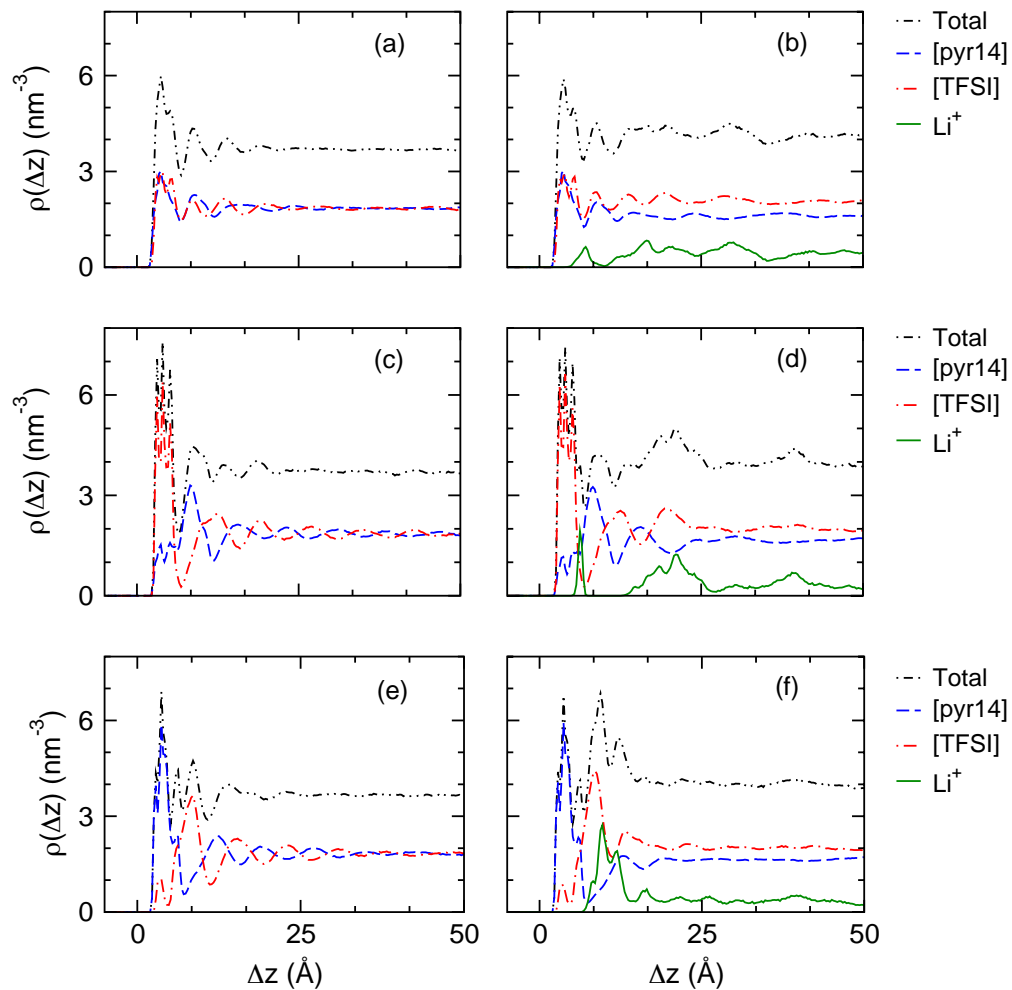 (a)
(b)
ρ(Δz) (nm⁻³)
6
3
0
Total
[pyr14]
[TFSI]
Li⁺
(c)
(d)
ρ(Δz) (nm⁻³)
6
3
0
Total
[pyr14]
[TFSI]
Li⁺
(e)
(f)
ρ(Δz) (nm⁻³)
6
3
0
Total
[pyr14]
[TFSI]
Li⁺
0 25 50
0 25 50
Δz (Å)
Δz (Å)